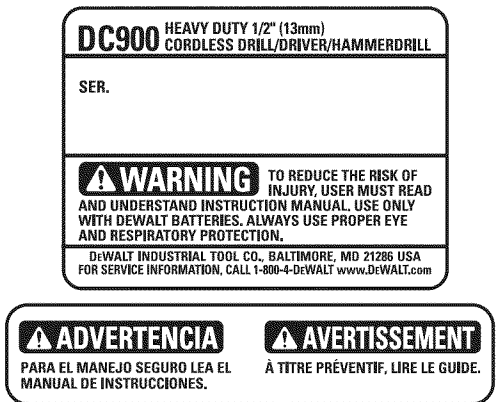 DC900 HEAVY DUTY 1/2" (13mm)
CORDLESS DRILL/DRIVER/HAMMERDRILL
SER.
WARNING TO REDUCE THE RISK OF
INJURY, USER MUST READ
AND UNDERSTAND INSTRUCTION MANUAL. USE ONLY
WITH DEWALT BATTERIES. ALWAYS USE PROPER EYE
AND RESPIRATORY PROTECTION.
DEWALT INDUSTRIAL TOOL CO., BALTIMORE, MD 21286 USA
FOR SERVICE INFORMATION, CALL 1-800-4-DEWALT www.DEWALT.com
ADVERTENCIA
PARA EL MANEJO SEGURO LEA EL
MANUAL DE INSTRUCCIONES.
AVERTISSEMENT
À TITRE PRÉVENTIF, LIRE LE GUIDE.